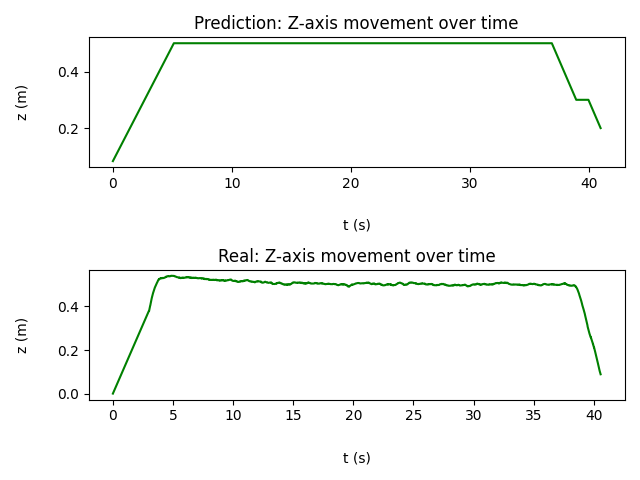 Prediction: Z-axis movement over time
z (m)
0.4
0.2
0 10 20 30 40
t (s)
Real: Z-axis movement over time
z (m)
0.4
0.2
0.0
0 5 10 15 20 25 30 35 40
t (s)